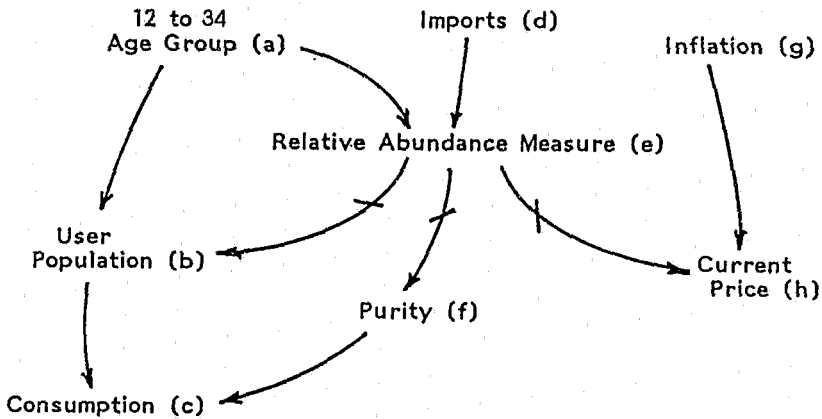 12 to 34
Age Group (a)
Imports (d)
Inflation (g)
Relative Abundance Measure (e)
User
Population (b)
Current
Price (h)
Purity (f)
Consumption (c)